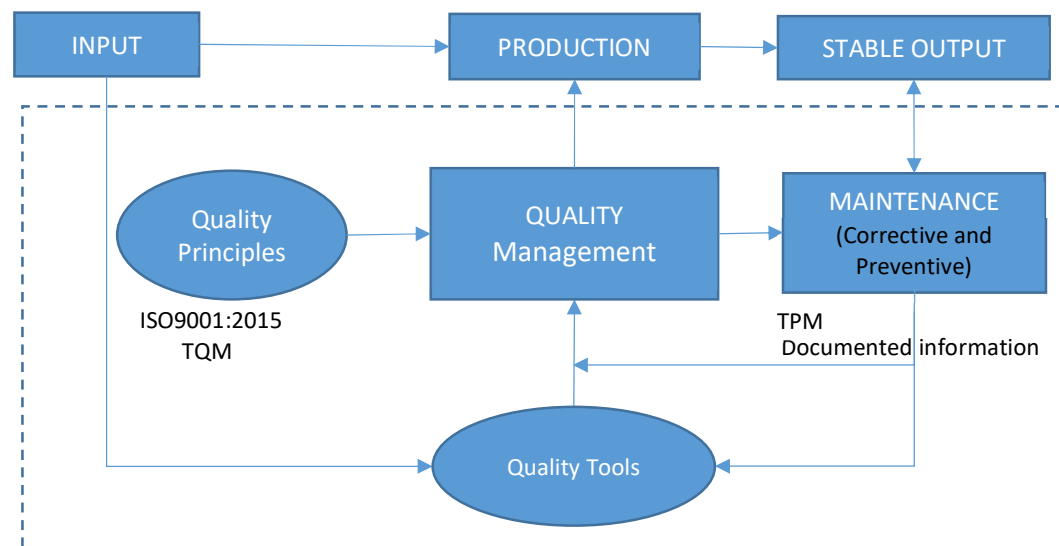 INPUT
PRODUCTION
STABLE OUTPUT
Quality
Principles
QUALITY
Management
MAINTENANCE
(Corrective and
Preventive)
ISO9001:2015
TQM
TPM
Documented information
Quality Tools